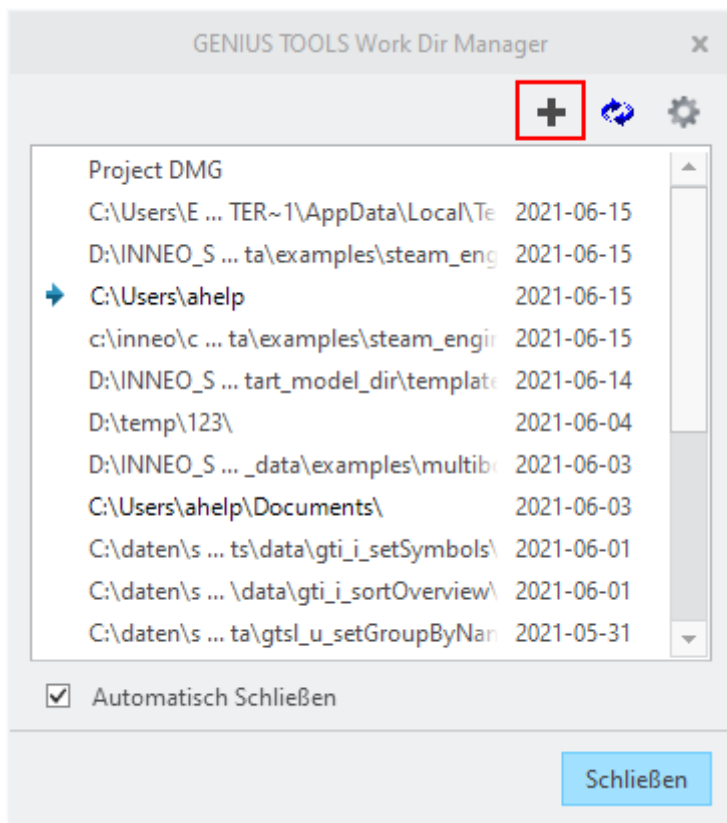 GENIUS TOOLS Work Dir Manager
Project DMG
C:\Users\E ... TER~1\AppData\Local\Te 2021-06-15
D:\INNEO_S ... ta\examples\steam_eng 2021-06-15
C:\Users\ahelp 2021-06-15
c:\inneo\c ... ta\examples\steam_engin 2021-06-15
D:\INNEO_S ... tart_model_dir\template 2021-06-14
D:\temp\123\ 2021-06-04
D:\INNEO_S ... _data\examples\multib 2021-06-03
C:\Users\ahelp\Documents\ 2021-06-03
C:\daten\s ... ts\data\gti_i_setSymbols\ 2021-06-01
C:\daten\s ... \data\gti_i_sortOverview\ 2021-06-01
C:\daten\s ... ta\gtsl_u_setGroupByNan 2021-05-31
Automatisch Schließen
Schließen